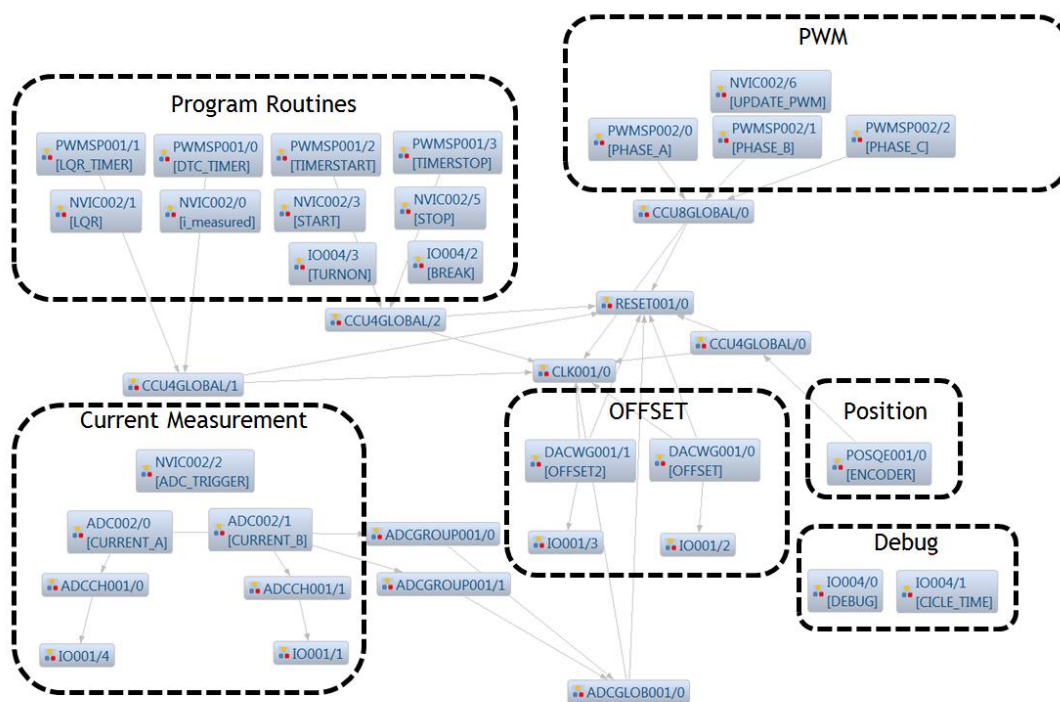 PWM
NVIC002/6
[UPDATE_PWM]
PWMSP002/0
[PHASE_A]
PWMSP002/1
[PHASE_B]
PWMSP002/2
[PHASE_C]
Program Routines
PWMSP001/1
[LQR_TIMER]
PWMSP001/0
[DTC_TIMER]
PWMSP001/2
[TIMERSTART]
PWMSP001/3
[TIMERSTOP]
NVIC002/1
[LQR]
NVIC002/0
[i_measured]
NVIC002/3
[START]
NVIC002/5
[STOP]
IO004/3
[TURNON]
IO004/2
[BREAK]
CCU8GLOBAL/0
RESET001/0
CCU4GLOBAL/2
CCU4GLOBAL/0
CLK001/0
CCU4GLOBAL/1
Current Measurement
NVIC002/2
[ADC_TRIGGER]
ADC002/0
[CURRENT_A]
ADC002/1
[CURRENT_B]
ADCCH001/0
ADCCH001/1
IO001/4
IO001/1
ADCGROUP001/0
ADCGROUP001/1
OFFSET
DACWG001/1
[OFFSET2]
DACWG001/0
[OFFSET]
IO001/3
IO001/2
Position
POSQE001/0
[ENCODER]
Debug
IO004/0
[DEBUG]
IO004/1
[CICLE_TIME]
ADCGLOB001/0